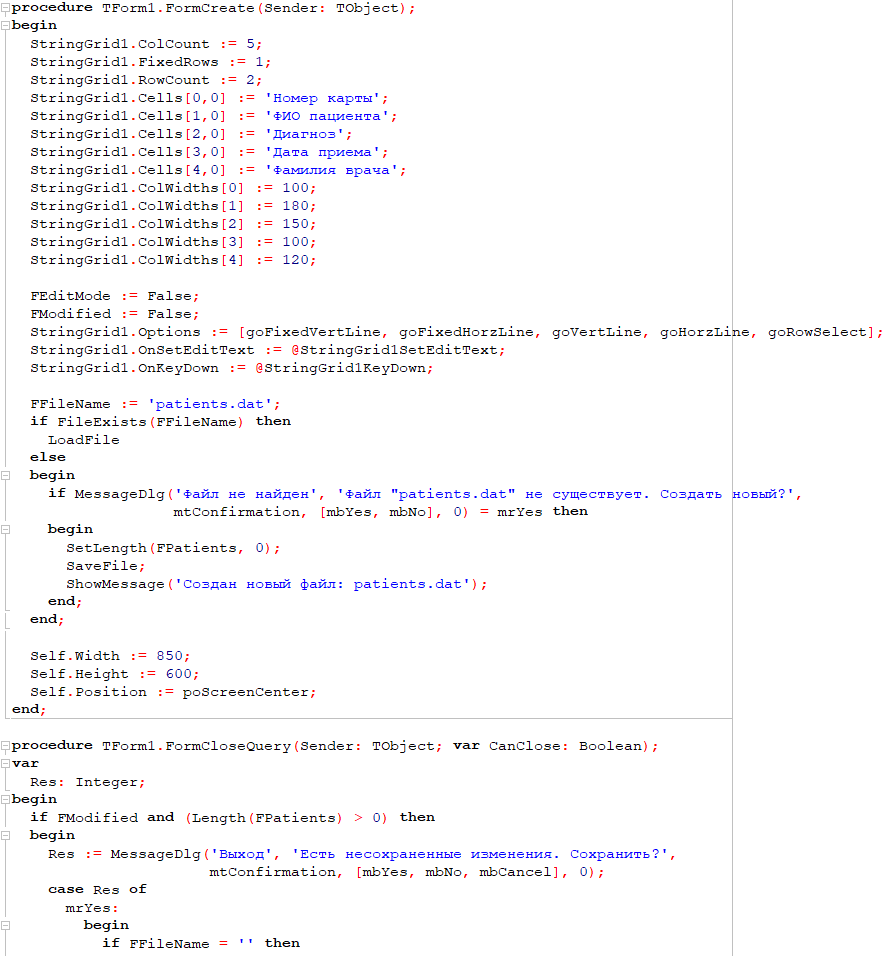 procedure TForm1.FormCreate(Sender: TObject);
begin
  StringGrid1.ColCount := 5;
  StringGrid1.FixedRows := 1;
  StringGrid1.RowCount := 2;
  StringGrid1.Cells[0,0] := 'Номер карты';
  StringGrid1.Cells[1,0] := 'ФИО пациента';
  StringGrid1.Cells[2,0] := 'Диагноз';
  StringGrid1.Cells[3,0] := 'Дата приема';
  StringGrid1.Cells[4,0] := 'Фамилия врача';
  StringGrid1.ColWidths[0] := 100;
  StringGrid1.ColWidths[1] := 180;
  StringGrid1.ColWidths[2] := 150;
  StringGrid1.ColWidths[3] := 100;
  StringGrid1.ColWidths[4] := 120;

  FEditMode := False;
  FModified := False;
  StringGrid1.Options := [goFixedVertLine, goFixedHorzLine, goVertLine, goHorzLine, goRowSelect];
  StringGrid1.OnSetEditText := @StringGrid1SetEditText;
  StringGrid1.OnKeyDown := @StringGrid1KeyDown;

  FFileName := 'patients.dat';
  if FileExists(FFileName) then
    LoadFile
  else
  begin
    if MessageDlg('Файл не найден', 'Файл "patients.dat" не существует. Создать новый?',
                  mtConfirmation, [mbYes, mbNo], 0) = mrYes then
    begin
      SetLength(FPatients, 0);
      SaveFile;
      ShowMessage('Создан новый файл: patients.dat');
    end;
  end;

  Self.Width := 850;
  Self.Height := 600;
  Self.Position := poScreenCenter;
end;

procedure TForm1.FormCloseQuery(Sender: TObject; var CanClose: Boolean);
var
  Res: Integer;
begin
  if FModified and (Length(FPatients) > 0) then
  begin
    Res := MessageDlg('Выход', 'Есть несохраненные изменения. Сохранить?',
                      mtConfirmation, [mbYes, mbNo, mbCancel], 0);
    case Res of
      mrYes:
        begin
          if FFileName = '' then